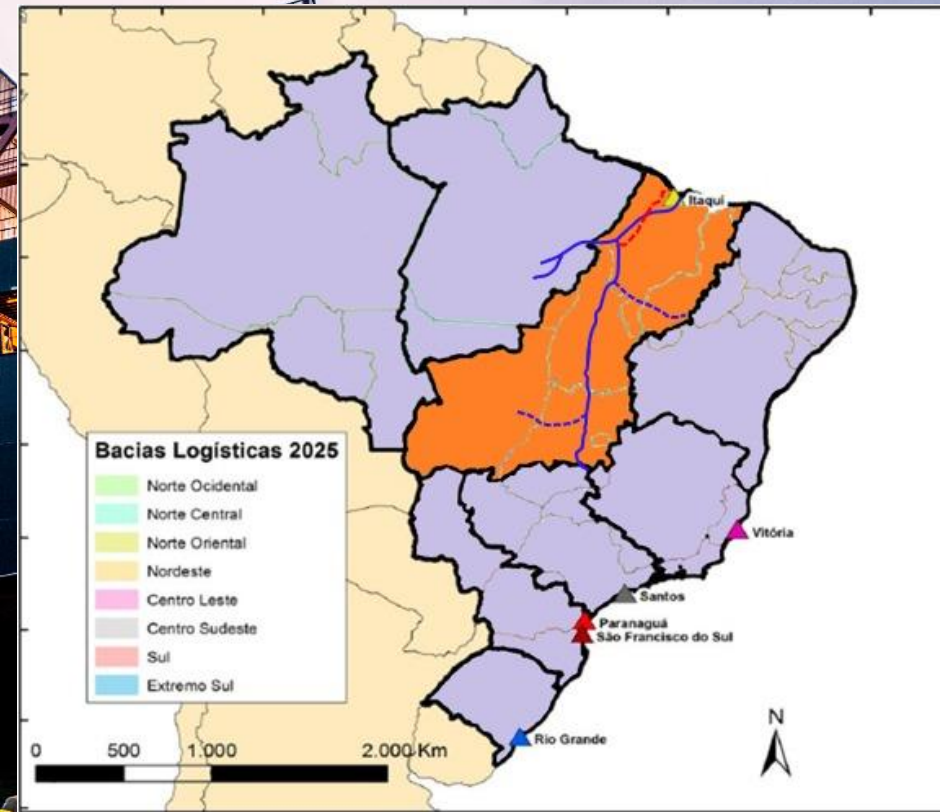 Itaqui
Bacias Logísticas 2025
Norte Ocidental
Norte Central
Norte Oriental
Nordeste
Centro Leste
Centro Sudeste
Sul
Extremo Sul
Vitória
Santos
Paranaguá
São Francisco do Sul
Rio Grande
N
0 500 1.000 2.000 Km